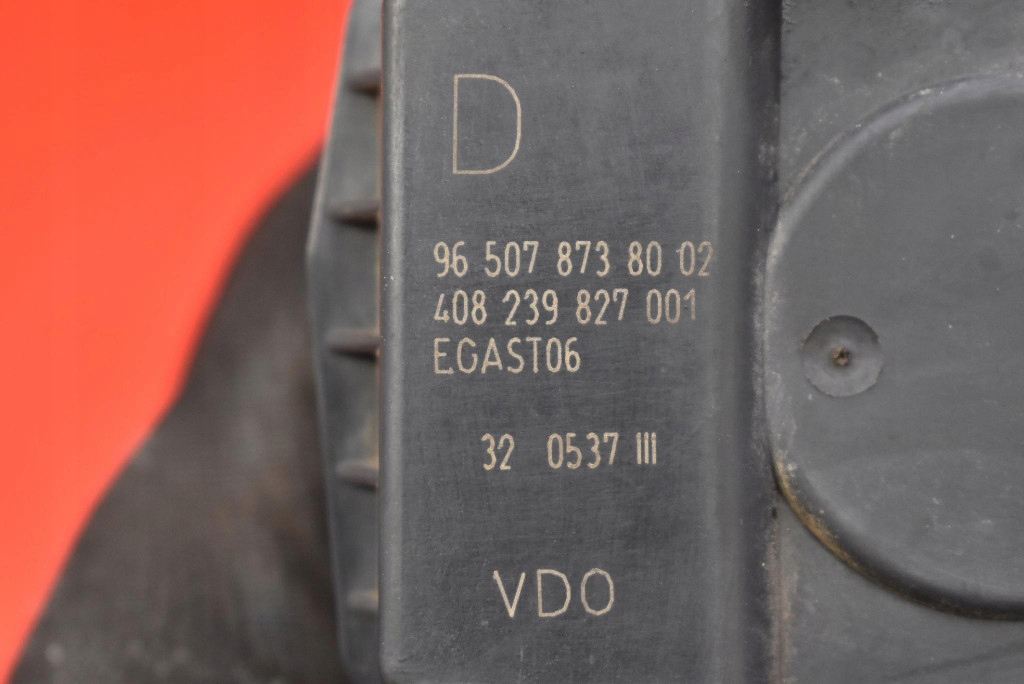 D
96 507 873 80 02
408 239 827 001
EGAST06
32 0537 III
VDO